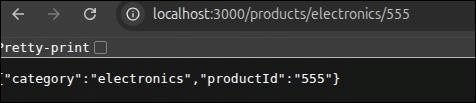 localhost:3000/products/electronics/555
Pretty-print
{"category":"electronics","productId":"555"}